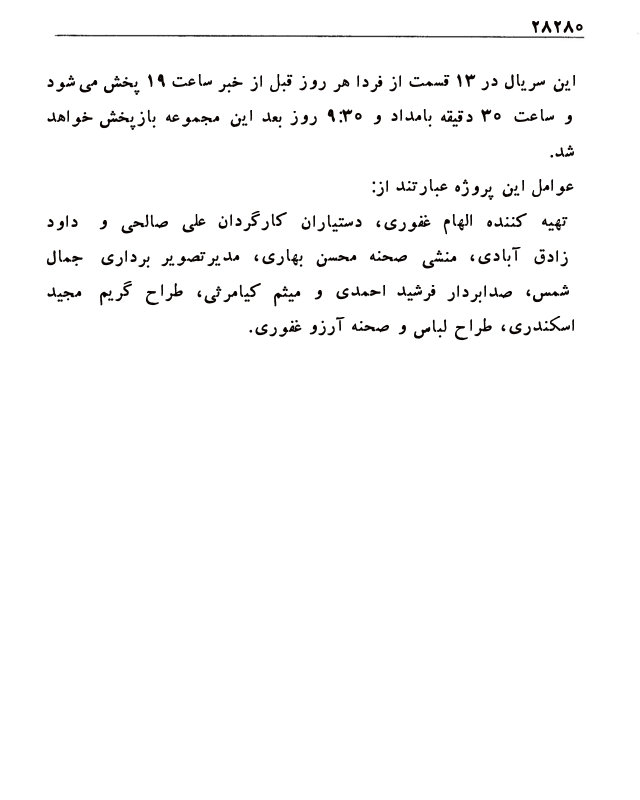 ۲۸۲۸۰
این سریال در ۱۳ قسمت از فردا هر روز قبل از خبر ساعت ۱۹ پخش می‌شود
و ساعت ۳۰ دقیقه بامداد و ۹:۳۰ روز بعد این مجموعه بازپخش خواهد
شد.
عوامل این پروژه عبارتند از:
تهیه کننده الهام غفوری، دستیاران کارگردان علی صالحی و داود
زادق آبادی، منشی صحنه محسن بهاری، مدیرتصویر برداری جمال
شمس، صدابردار فرشید احمدی و میثم کیامرثی، طراح گریم مجید
اسکندری، طراح لباس و صحنه آرزو غفوری.